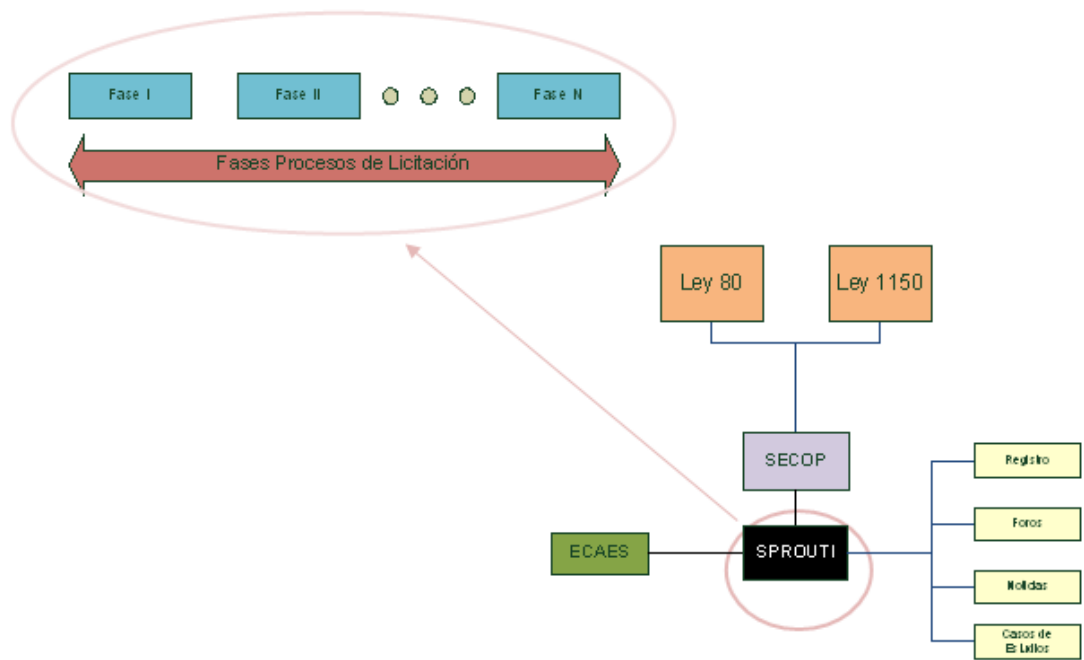 Fase I
Fase II
Fase N
Fases Procesos de Licitación
Ley 80
Ley 1150
SECOP
Registro
Foros
ECAES
SPROUTI
Noticias
Casos de
Estudios